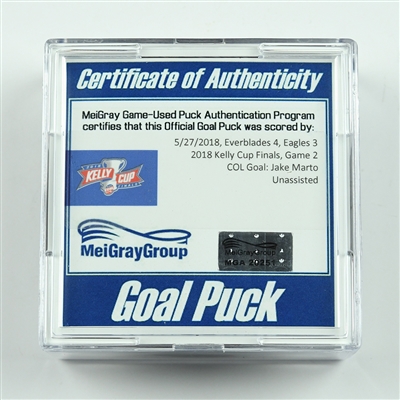 Certificate of Authenticity
MeiGray Game-Used Puck Authentication Program
certifies that this Official Goal Puck was scored by:
5/27/2018, Everblades 4, Eagles 3
2018 Kelly Cup Finals, Game 2
COL Goal: Jake Marto
Unassisted
KELLY CUP
FINALS
MeiGrayGroup
MGA 20251
Goal Puck